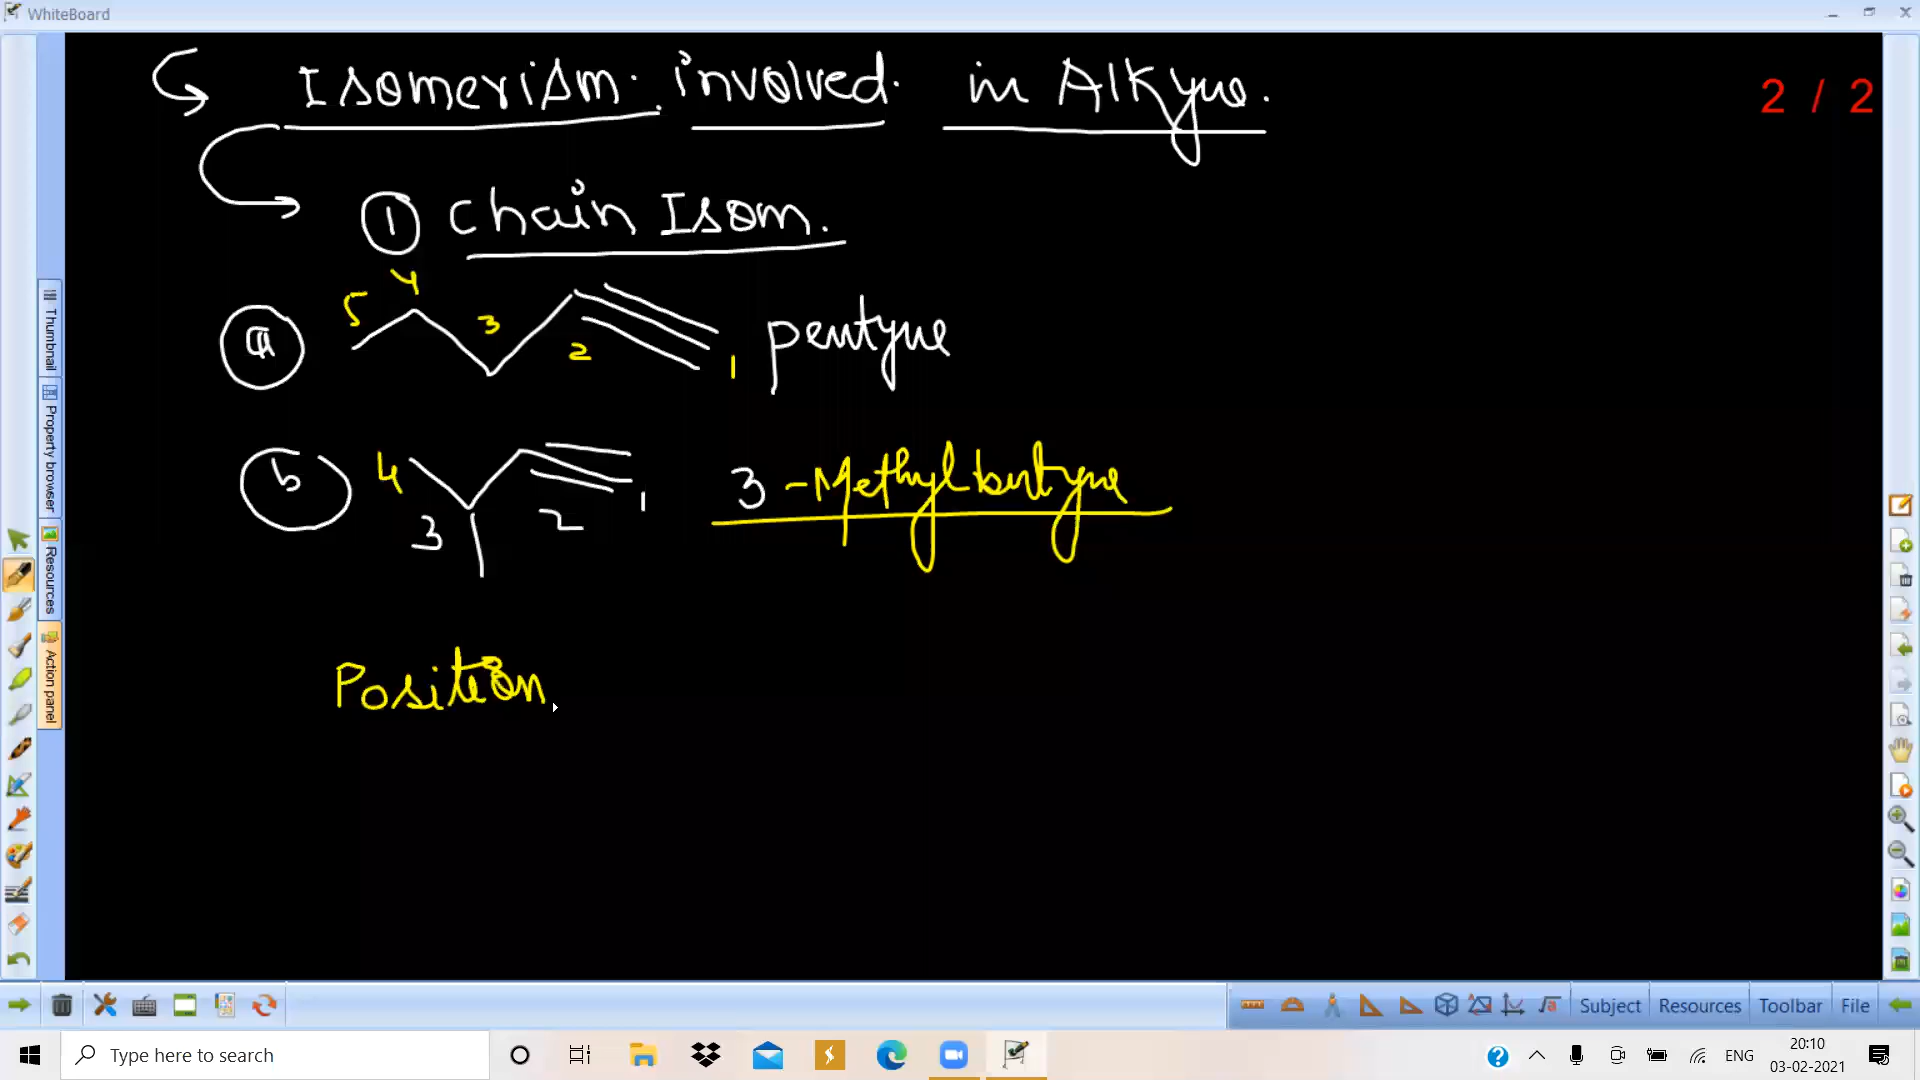 WhiteBoard
Isomerism involved in Alkyne.
2 / 2
1 Chain Isom.
5 4 3 2 1
a pentyne
b 4 3 2 1 3-Methylbutyne
Position
Thumbnail
Property browser
Resources
Action panel
Subject Resources Toolbar File
Type here to search
ENG
20:10
03-02-2021